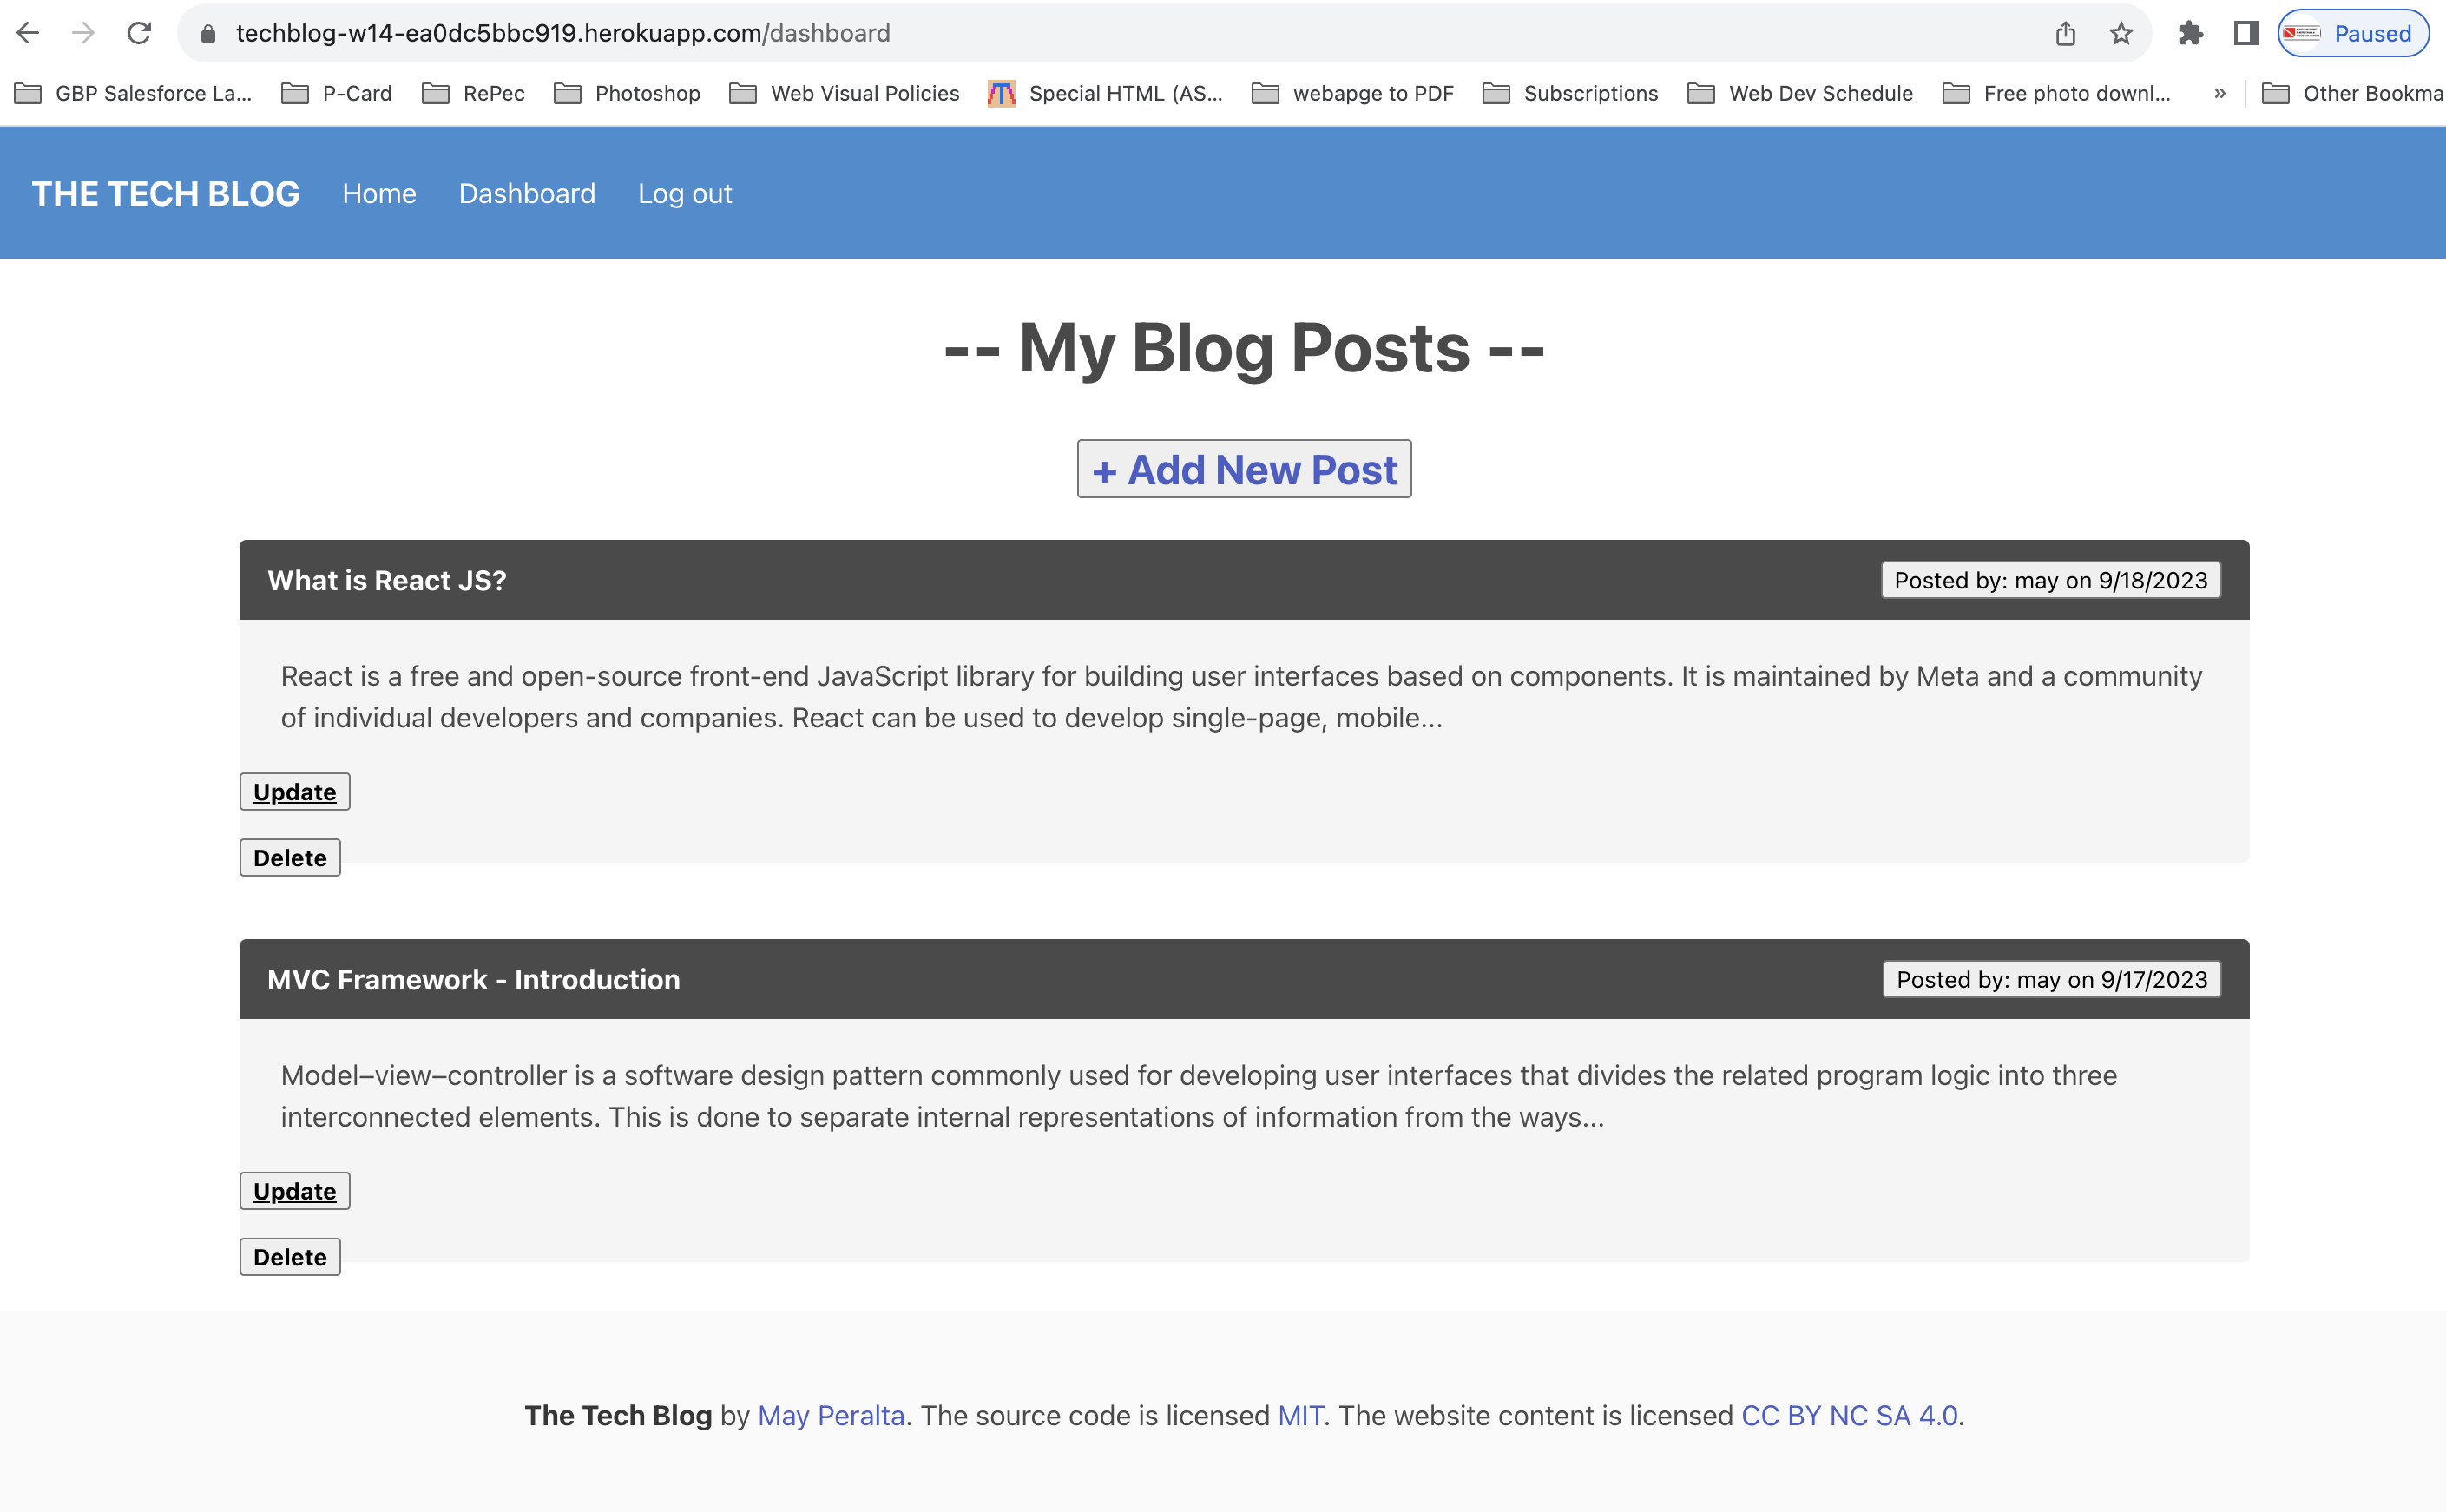 techblog-w14-ea0dc5bbc919.herokuapp.com/dashboard Paused
GBP Salesforce La... P-Card RePec Photoshop Web Visual Policies Special HTML (AS... webapge to PDF Subscriptions Web Dev Schedule Free photo downl... » Other Bookma
THE TECH BLOG Home Dashboard Log out
-- My Blog Posts --
+ Add New Post
What is React JS? Posted by: may on 9/18/2023
React is a free and open-source front-end JavaScript library for building user interfaces based on components. It is maintained by Meta and a community
of individual developers and companies. React can be used to develop single-page, mobile...
Update
Delete
MVC Framework - Introduction Posted by: may on 9/17/2023
Model–view–controller is a software design pattern commonly used for developing user interfaces that divides the related program logic into three
interconnected elements. This is done to separate internal representations of information from the ways...
Update
Delete
The Tech Blog by May Peralta. The source code is licensed MIT. The website content is licensed CC BY NC SA 4.0.